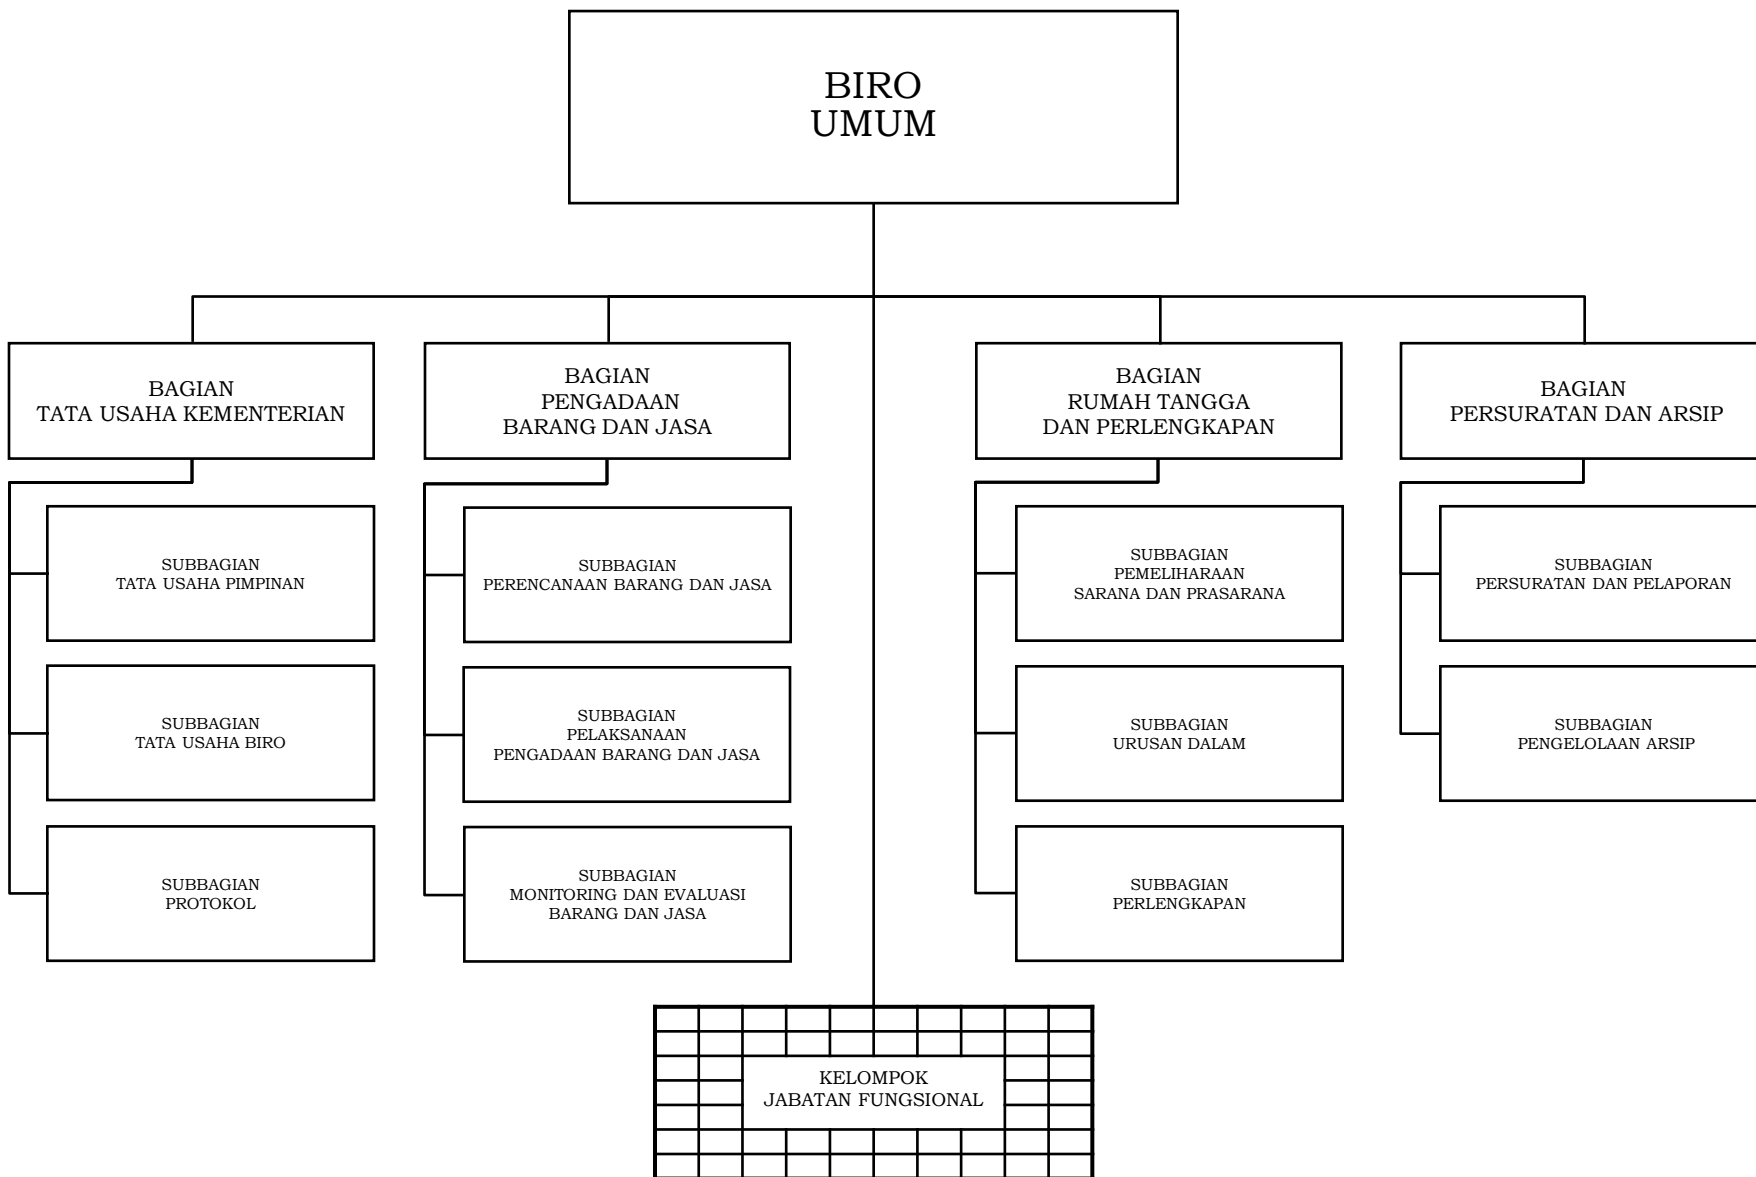 BIRO
UMUM
BAGIAN
TATA USAHA KEMENTERIAN
BAGIAN
PENGADAAN
BARANG DAN JASA
BAGIAN
RUMAH TANGGA
DAN PERLENGKAPAN
BAGIAN
PERSURATAN DAN ARSIP
SUBBAGIAN
TATA USAHA PIMPINAN
SUBBAGIAN
PERENCANAAN BARANG DAN JASA
SUBBAGIAN
PEMELIHARAAN
SARANA DAN PRASARANA
SUBBAGIAN
PERSURATAN DAN PELAPORAN
SUBBAGIAN
TATA USAHA BIRO
SUBBAGIAN
PELAKSANAAN
PENGADAAN BARANG DAN JASA
SUBBAGIAN
URUSAN DALAM
SUBBAGIAN
PENGELOLAAN ARSIP
SUBBAGIAN
PROTOKOL
SUBBAGIAN
MONITORING DAN EVALUASI
BARANG DAN JASA
SUBBAGIAN
PERLENGKAPAN
KELOMPOK
JABATAN FUNGSIONAL